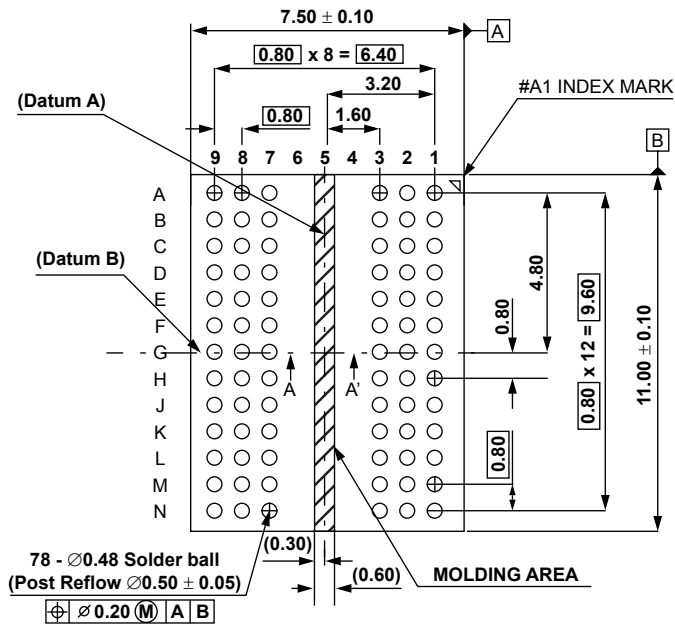 7.50 ± 0.10
A
0.80 x 8 = 6.40
3.20
#A1 INDEX MARK
(Datum A)
0.80
1.60
B
9 8 7 6 5 4 3 2 1
A
B
C
(Datum B)
D
E
F
G
H
J
K
L
M
N
A
A'
4.80
0.80
0.80
0.80 x 12 = 9.60
11.00 ± 0.10
78 - ∅0.48 Solder ball
(Post Reflow ∅0.50 ± 0.05)
⌖ ∅0.20 Ⓜ A B
(0.30)
(0.60)
MOLDING AREA